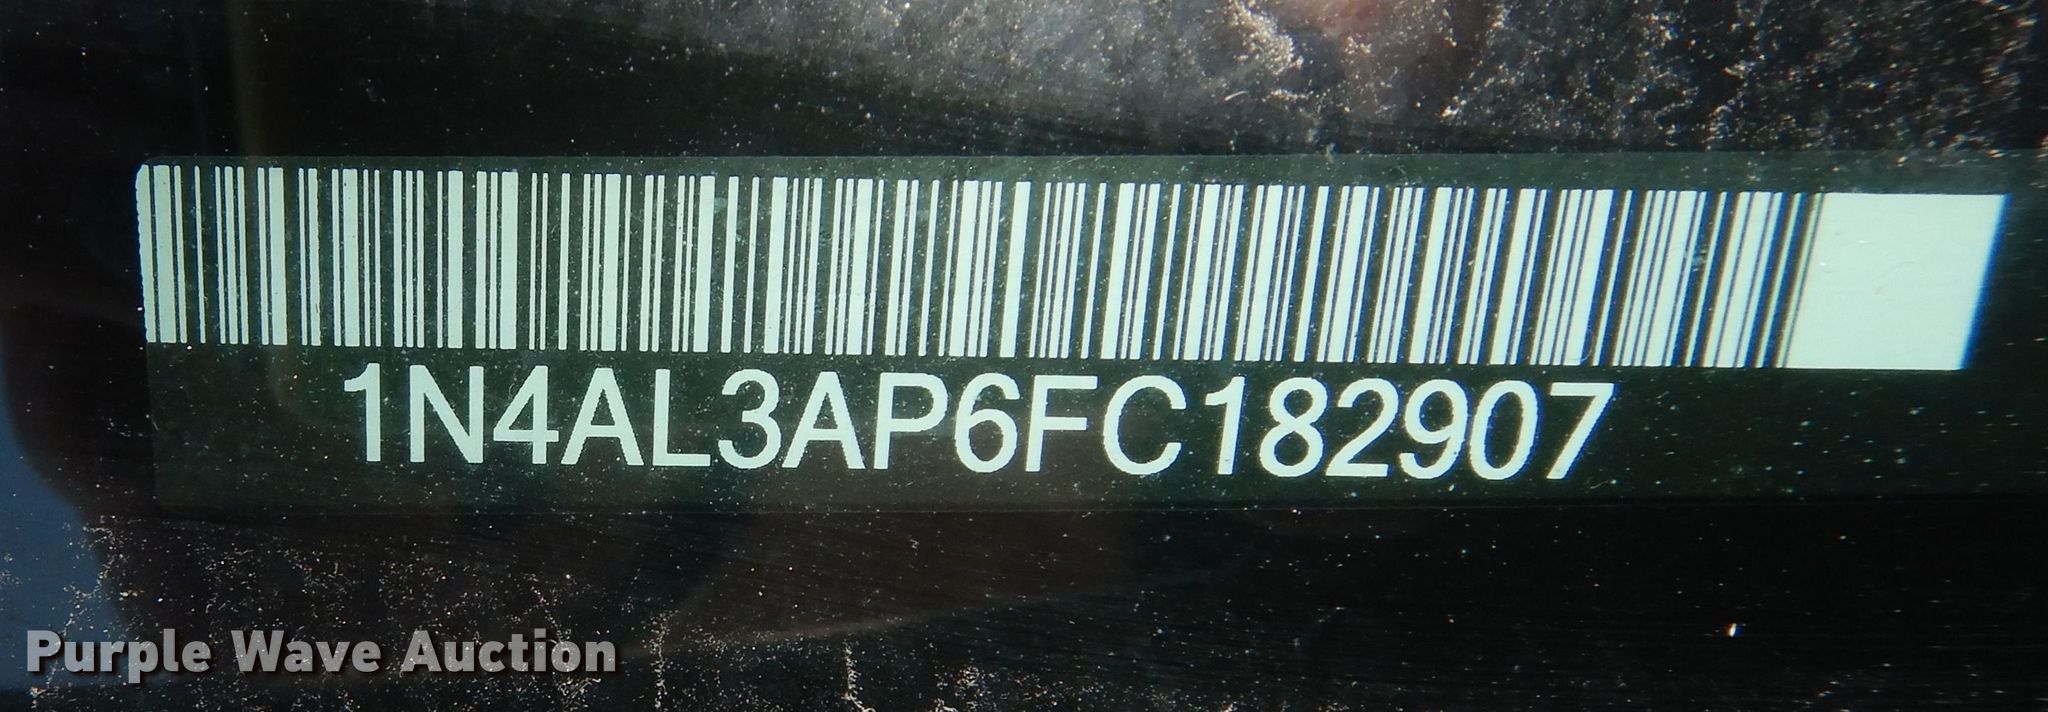 1N4AL3AP6FC182907
Purple Wave Auction